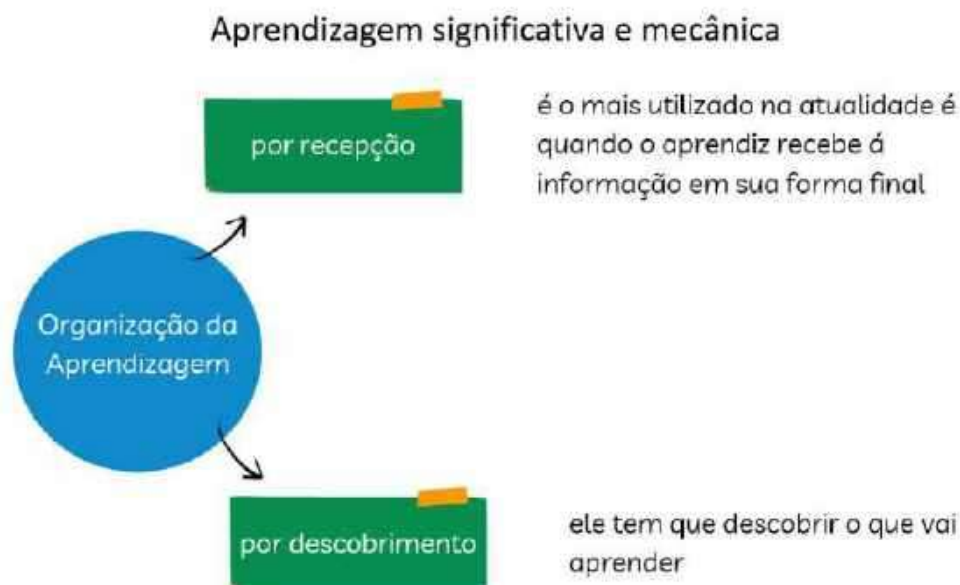 Aprendizagem significativa e mecânica
por recepção
é o mais utilizado na atualidade é
quando o aprendiz recebe á
informação em sua forma final
Organização da
Aprendizagem
por descobrimento
ele tem que descobrir o que vai
aprender